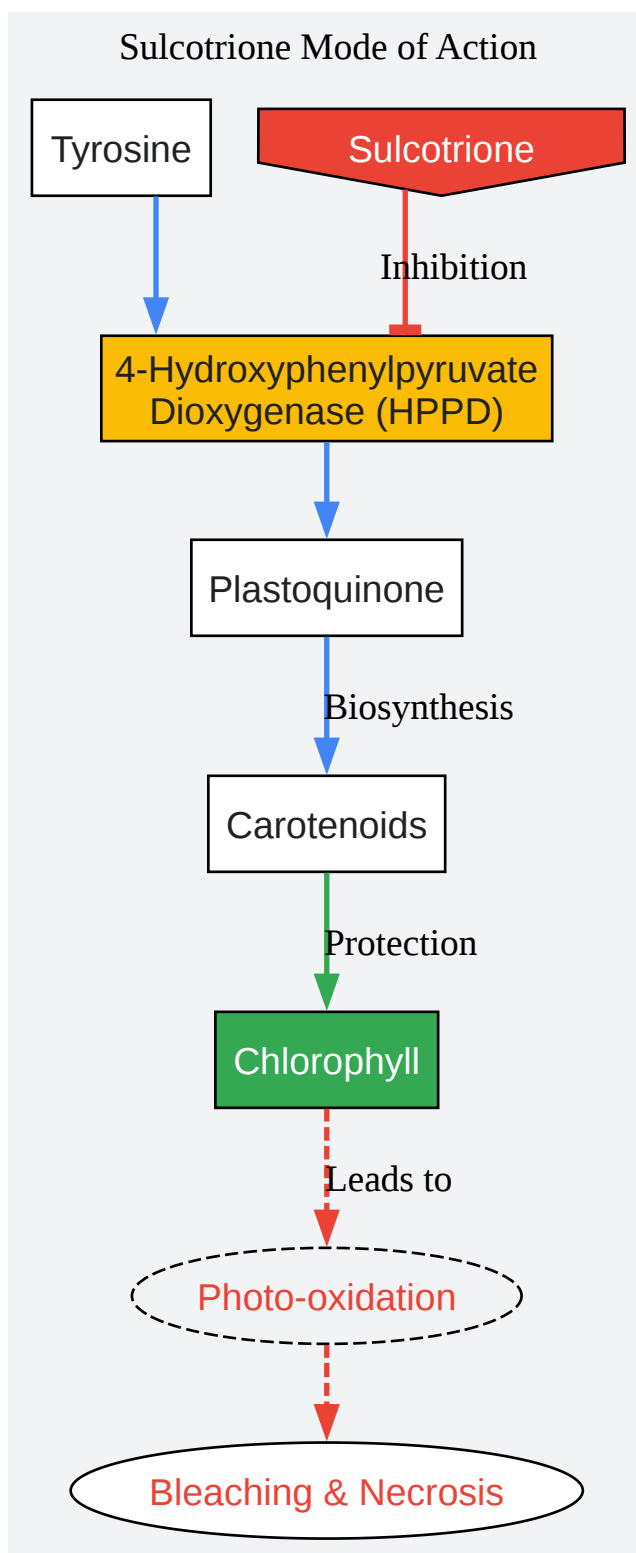 Sulcotrione Mode of Action
Tyrosine
Sulcotrione
Inhibition
4-Hydroxyphenylpyruvate
Dioxygenase (HPPD)
Plastoquinone
Biosynthesis
Carotenoids
Protection
Chlorophyll
Leads to
Photo-oxidation
Bleaching & Necrosis